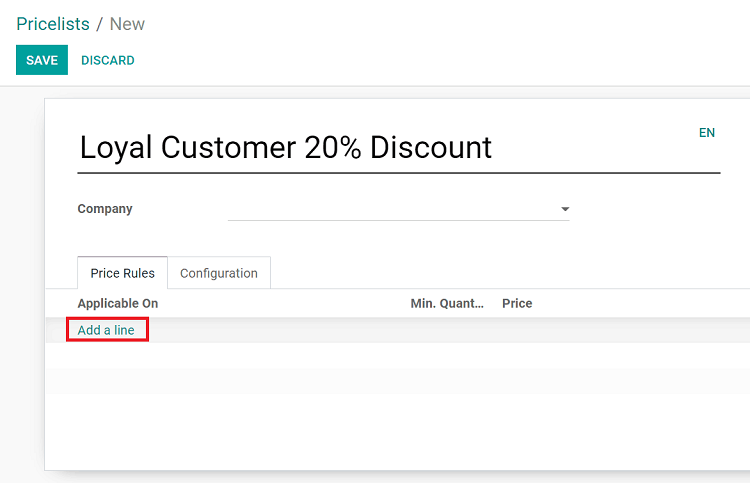 Pricelists / New
SAVE DISCARD
Loyal Customer 20% Discount
EN
Company
Price Rules Configuration
Applicable On Min. Quant... Price
Add a line